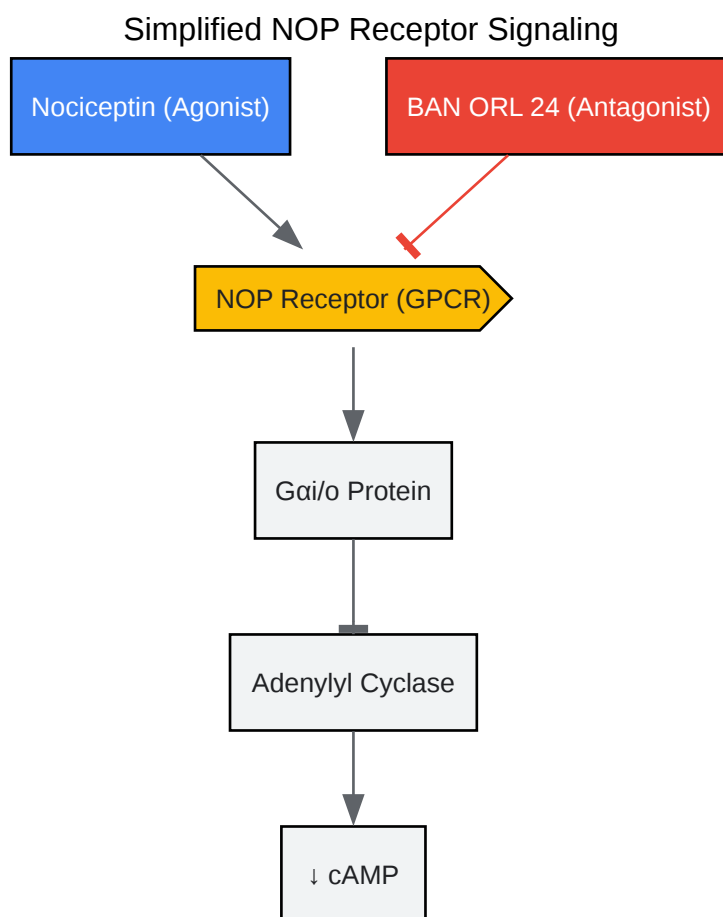 Simplified NOP Receptor Signaling
Nociceptin (Agonist)
BAN ORL 24 (Antagonist)
NOP Receptor (GPCR)
Gαi/o Protein
Adenylyl Cyclase
↓ cAMP